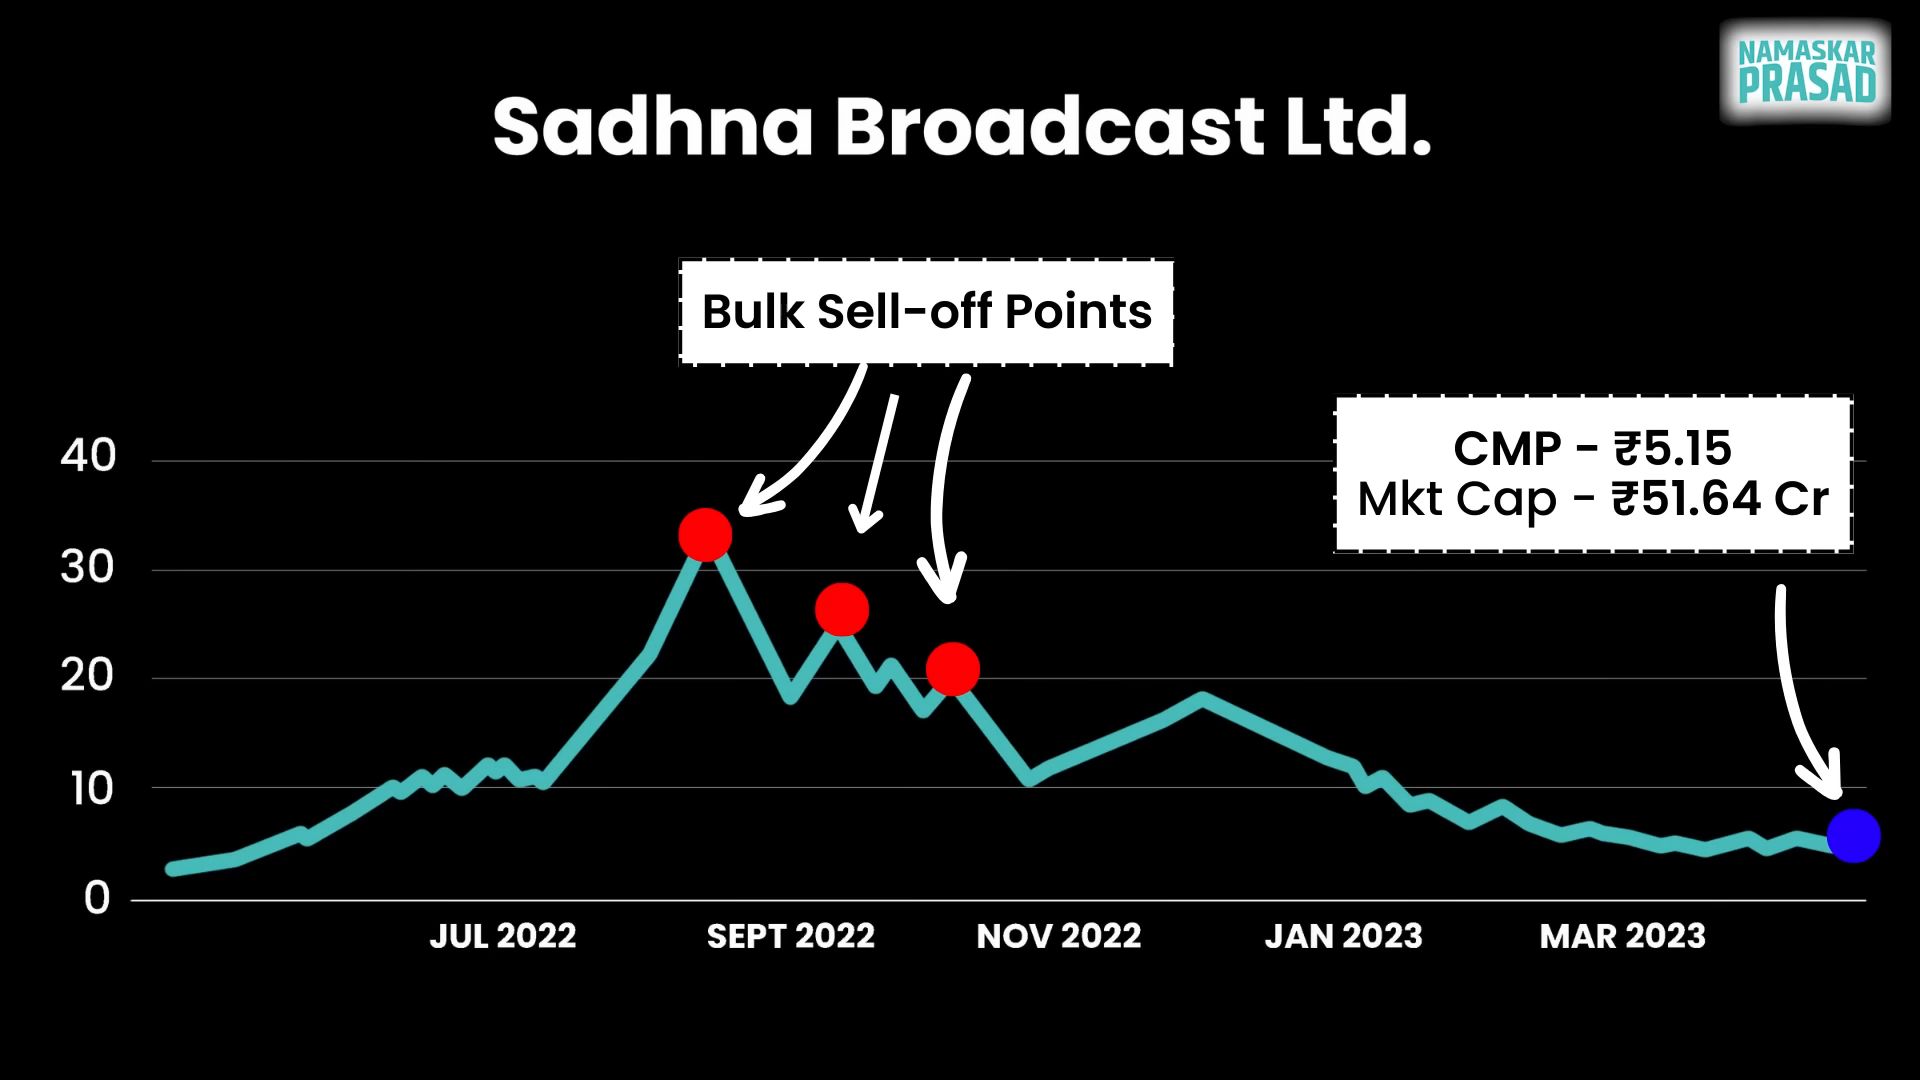 NAMASKAR
PRASAD
Sadhna Broadcast Ltd.
Bulk Sell-off Points
CMP - ₹5.15
Mkt Cap - ₹51.64 Cr
40
30
20
10
0
JUL 2022
SEPT 2022
NOV 2022
JAN 2023
MAR 2023